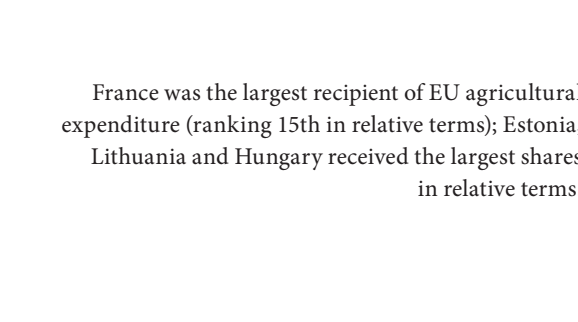 France was the largest recipient of EU agricultural
expenditure (ranking 15th in relative terms); Estonia,
Lithuania and Hungary received the largest shares
in relative terms